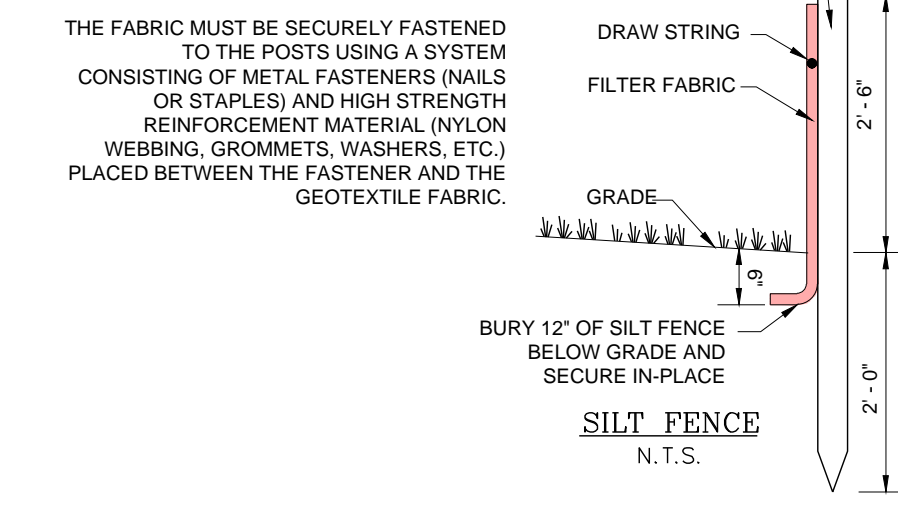 THE FABRIC MUST BE SECURELY FASTENED
TO THE POSTS USING A SYSTEM
CONSISTING OF METAL FASTENERS (NAILS
OR STAPLES) AND HIGH STRENGTH
REINFORCEMENT MATERIAL (NYLON
WEBBING, GROMMETS, WASHERS, ETC.)
PLACED BETWEEN THE FASTENER AND THE
GEOTEXTILE FABRIC.
DRAW STRING
FILTER FABRIC
2' - 6"
GRADE
6"
BURY 12" OF SILT FENCE
BELOW GRADE AND
SECURE IN-PLACE
2' - 0"
SILT FENCE
N.T.S.